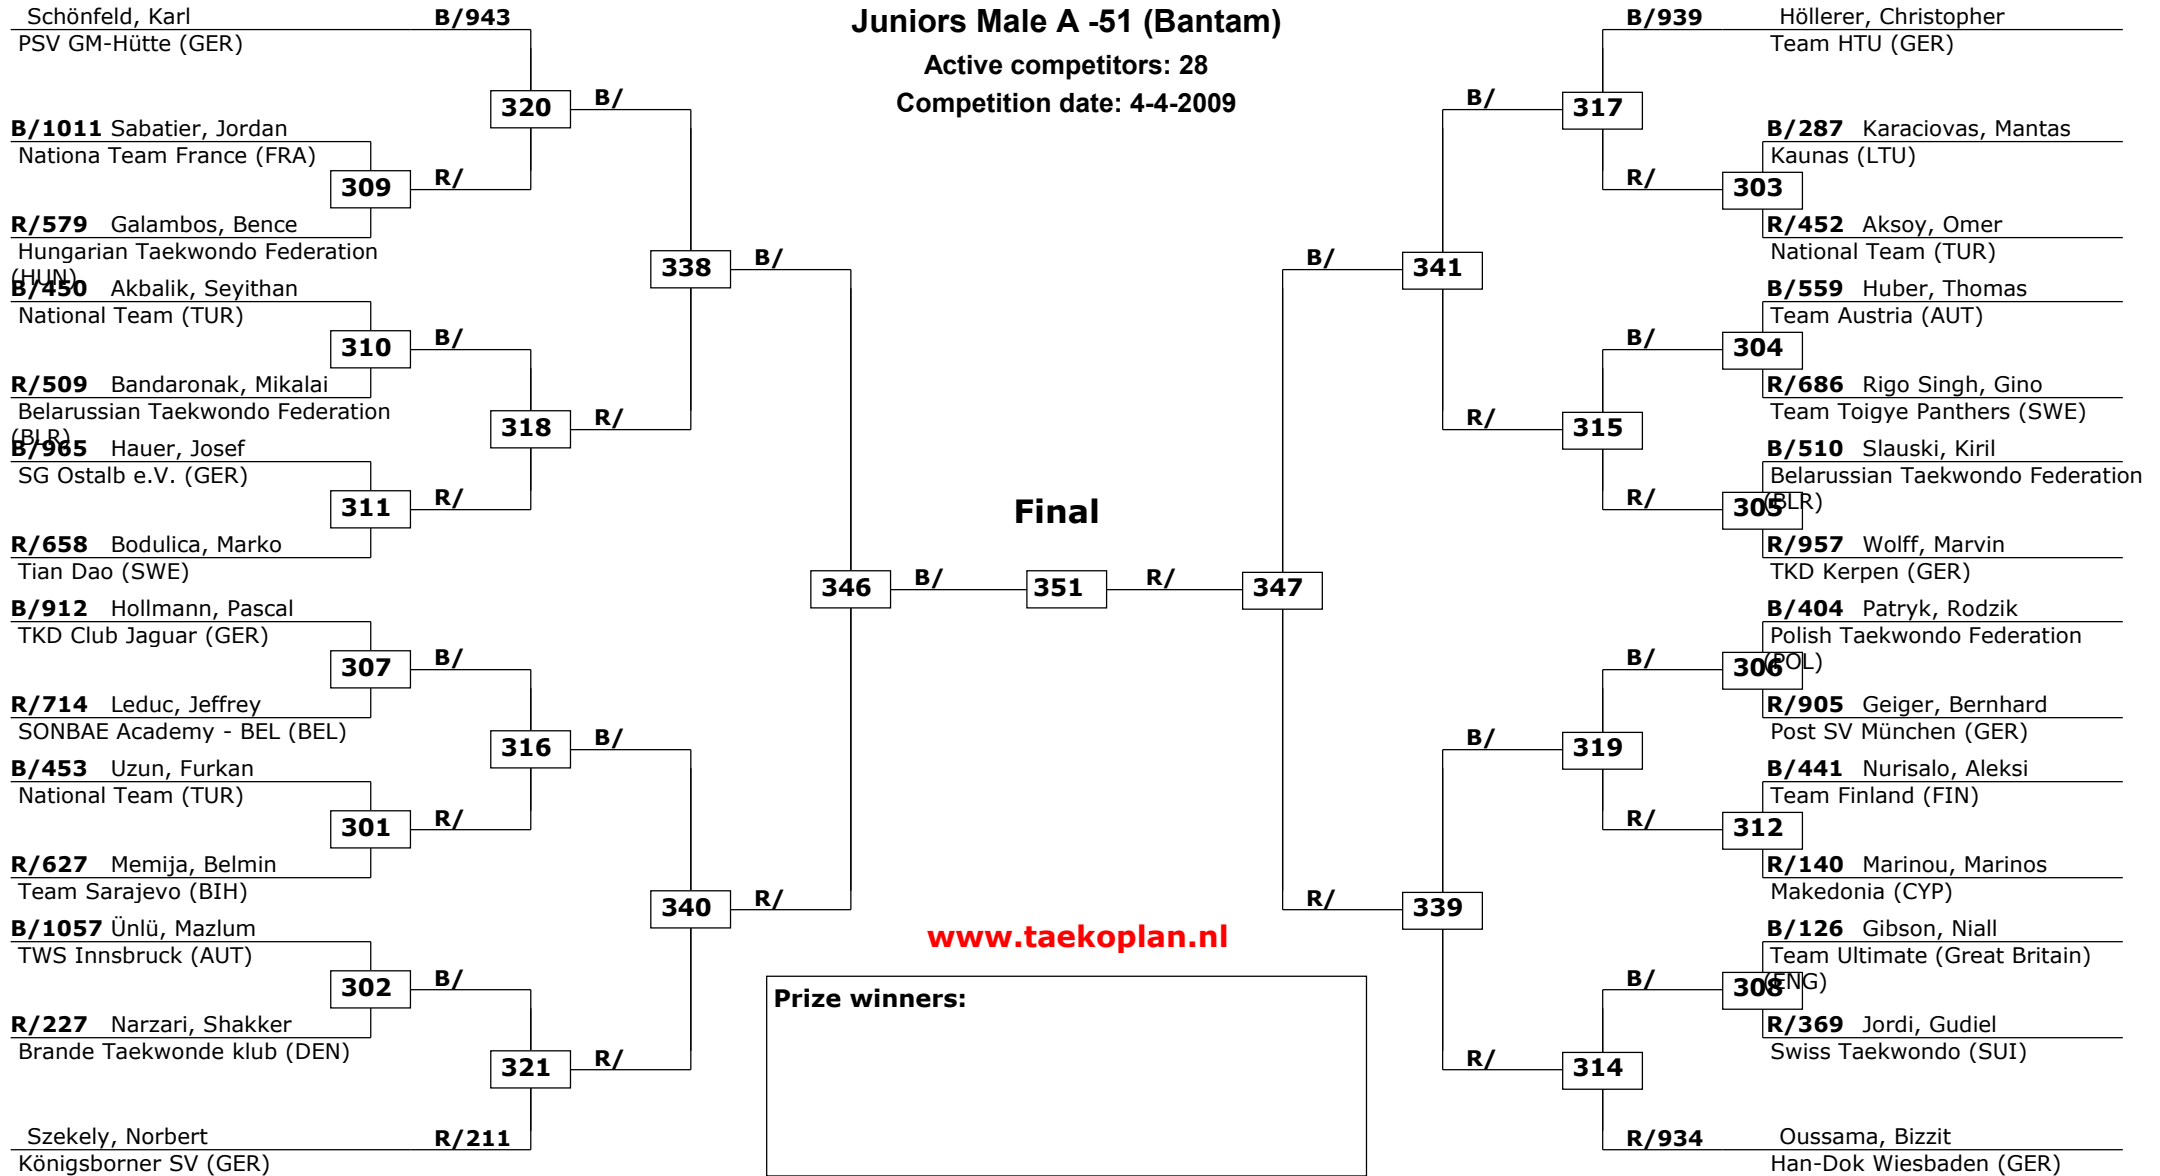 Juniors Male A -51 (Bantam)
Active competitors: 28
Competition date: 4-4-2009
Schönfeld, Karl B/943
PSV GM-Hütte (GER)
320 B/
B/1011 Sabatier, Jordan
Nationa Team France (FRA)
309 R/
R/579 Galambos, Bence
Hungarian Taekwondo Federation
(HUN)
338 B/
B/450 Akbalik, Seyithan
National Team (TUR)
310 B/
R/509 Bandaronak, Mikalai
Belarussian Taekwondo Federation
(BLR)
318 R/
B/965 Hauer, Josef
SG Ostalb e.V. (GER)
311 R/
R/658 Bodulica, Marko
Tian Dao (SWE)
346 B/
B/912 Hollmann, Pascal
TKD Club Jaguar (GER)
307 B/
R/714 Leduc, Jeffrey
SONBAE Academy - BEL (BEL)
316 B/
B/453 Uzun, Furkan
National Team (TUR)
301 R/
R/627 Memija, Belmin
Team Sarajevo (BIH)
340 R/
B/1057 Ünlü, Mazlum
TWS Innsbruck (AUT)
302 B/
R/227 Narzari, Shakker
Brande Taekwonde klub (DEN)
321 R/
Szekely, Norbert R/211
Königsborner SV (GER)
Final
351
B/939 Höllerer, Christopher
Team HTU (GER)
B/ 317
B/287 Karaciovas, Mantas
Kaunas (LTU)
R/ 303
R/452 Aksoy, Omer
National Team (TUR)
B/ 341
B/559 Huber, Thomas
Team Austria (AUT)
B/ 304
R/686 Rigo Singh, Gino
Team Toigye Panthers (SWE)
R/ 315
B/510 Slauski, Kiril
Belarussian Taekwondo Federation
(BLR)
R/ 305
R/957 Wolff, Marvin
TKD Kerpen (GER)
R/ 347
B/404 Patryk, Rodzik
Polish Taekwondo Federation
(POL)
B/ 306
R/905 Geiger, Bernhard
Post SV München (GER)
B/ 319
B/441 Nurisalo, Aleksi
Team Finland (FIN)
R/ 312
R/140 Marinou, Marinos
Makedonia (CYP)
R/ 339
B/126 Gibson, Niall
Team Ultimate (Great Britain)
(ENG)
B/ 308
R/369 Jordi, Gudiel
Swiss Taekwondo (SUI)
R/ 314
R/934 Oussama, Bizzit
Han-Dok Wiesbaden (GER)
www.taekoplan.nl
Prize winners: